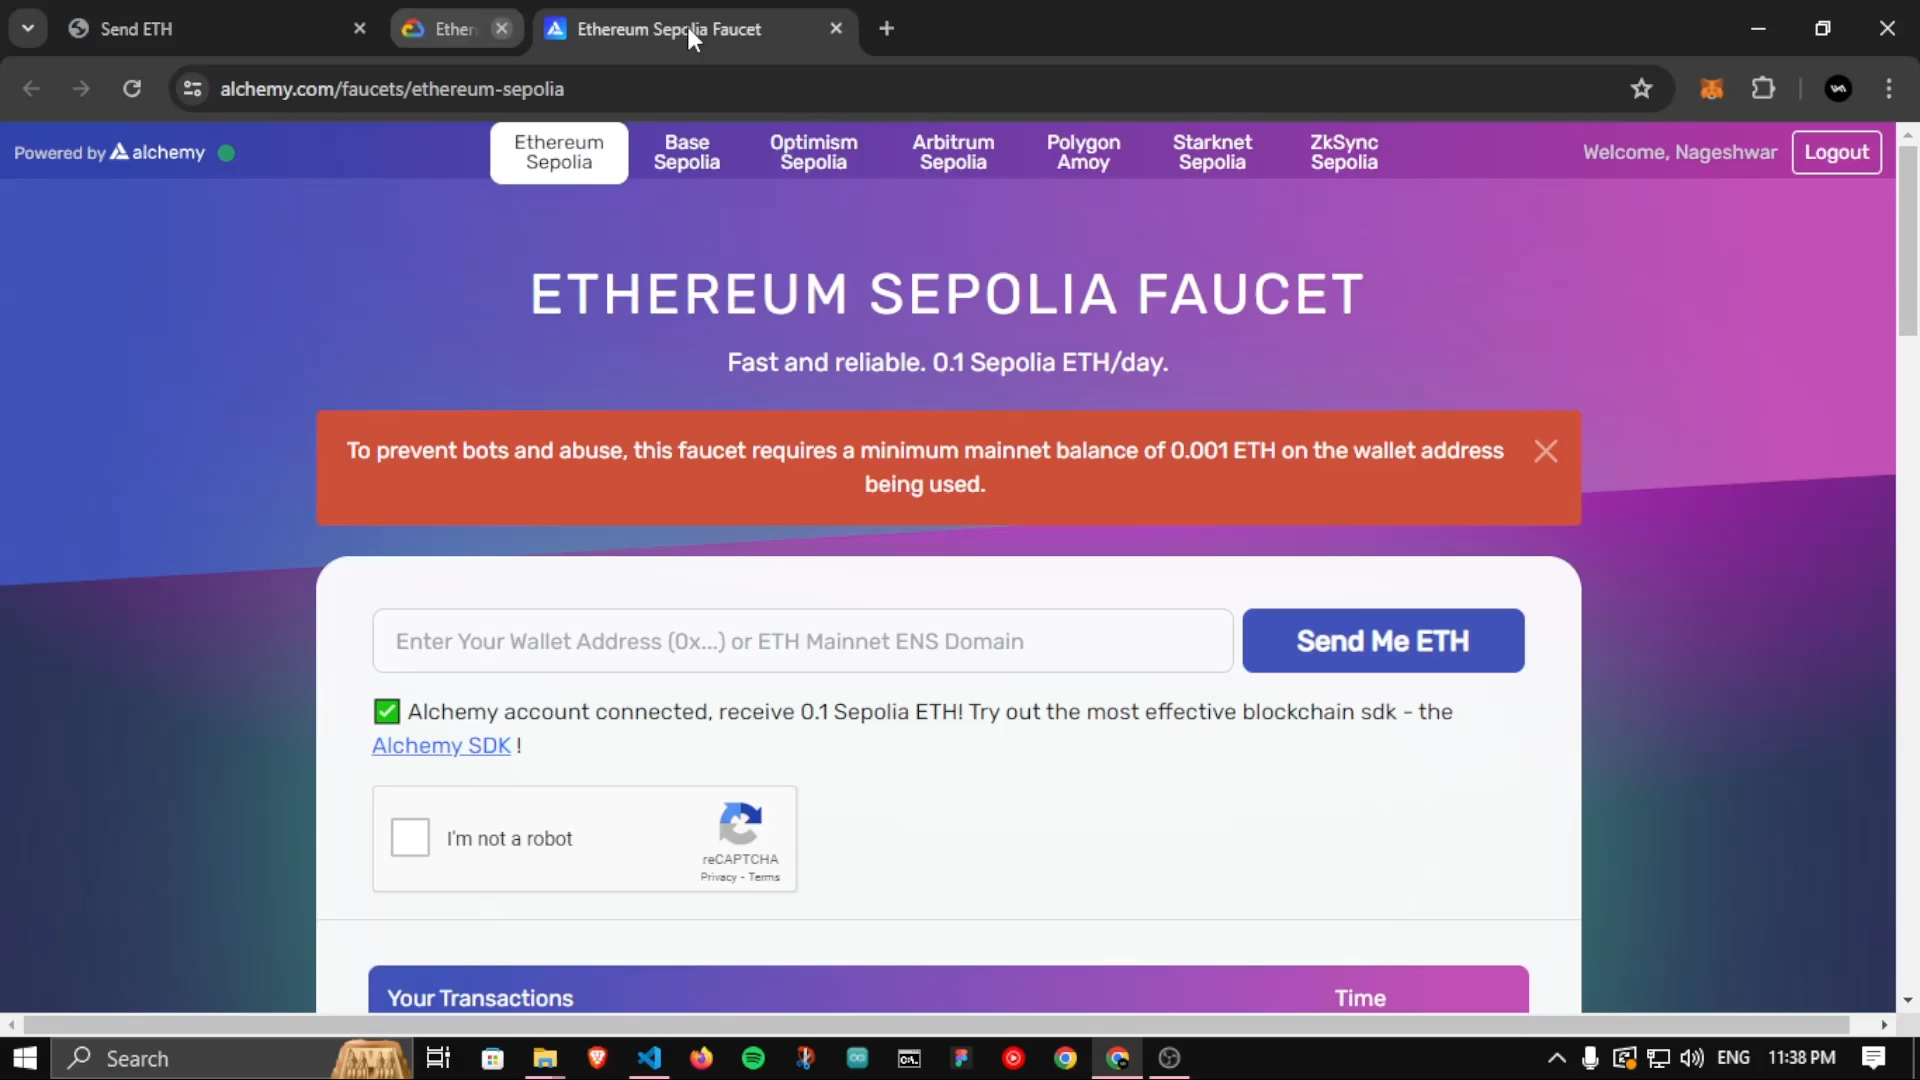 Send ETH
Ether
Ethereum Sepolia Faucet
alchemy.com/faucets/ethereum-sepolia
Powered by alchemy
Ethereum
Sepolia
Base
Sepolia
Optimism
Sepolia
Arbitrum
Sepolia
Polygon
Amoy
Starknet
Sepolia
ZkSync
Sepolia
Welcome, Nageshwar
Logout
ETHEREUM SEPOLIA FAUCET
Fast and reliable. 0.1 Sepolia ETH/day.
To prevent bots and abuse, this faucet requires a minimum mainnet balance of 0.001 ETH on the wallet address
being used.
Enter Your Wallet Address (0x...) or ETH Mainnet ENS Domain
Send Me ETH
Alchemy account connected, receive 0.1 Sepolia ETH! Try out the most effective blockchain sdk - the
Alchemy SDK !
I'm not a robot
reCAPTCHA
Privacy - Terms
Your Transactions
Time
Search
ENG
11:38 PM